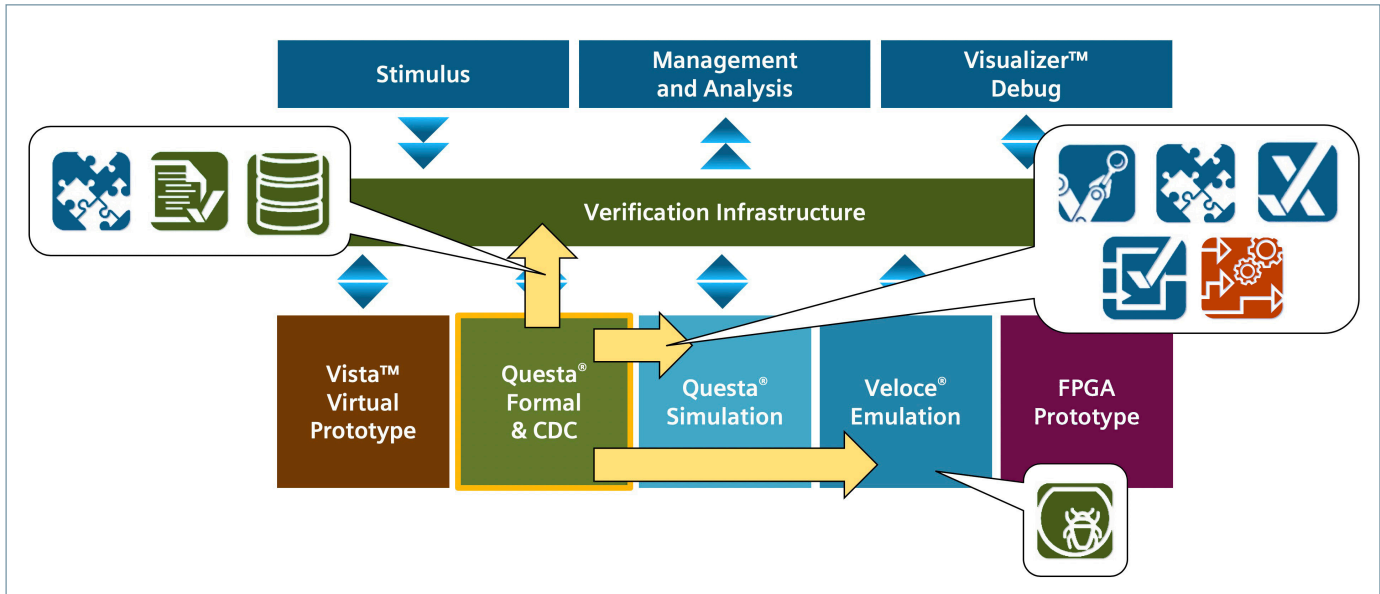 Stimulus
Management
and Analysis
Visualizer™
Debug
Verification Infrastructure
Vista™
Virtual
Prototype
Questa®
Formal
& CDC
Questa®
Simulation
Veloce®
Emulation
FPGA
Prototype